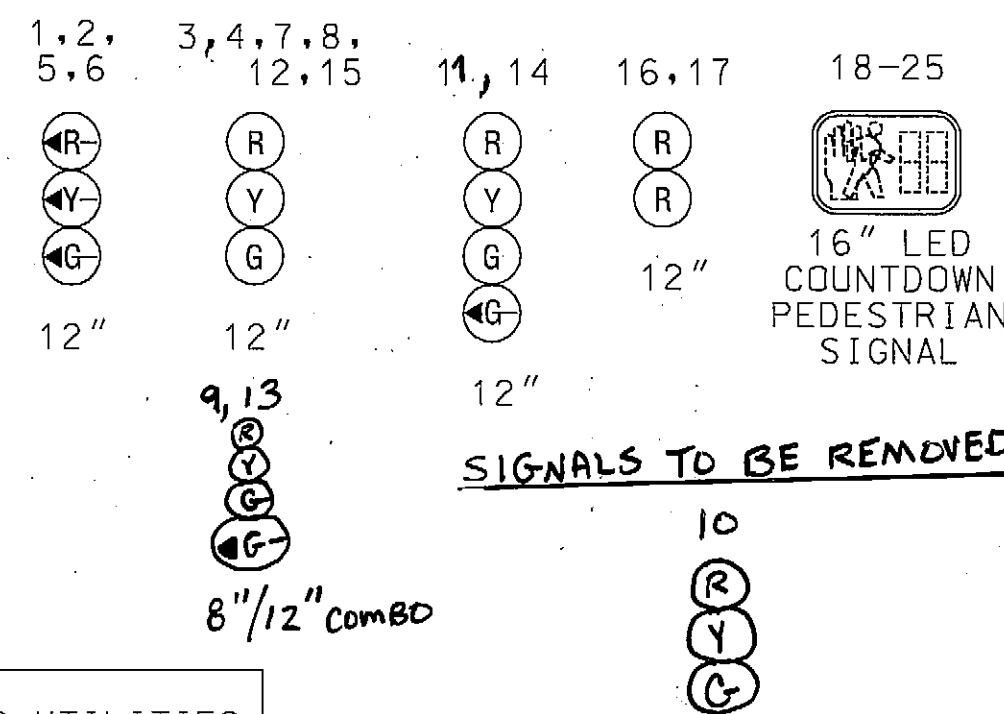 1,2,
5,6
R
Y
G
12"
3,4,7,8,
12,15
R
Y
G
12"
11, 14
R
Y
G
G
12"
16,17
R
R
12"
18-25
16" LED
COUNTDOWN
PEDESTRIAN
SIGNAL
9,13
R
Y
G
G
8"/12" COMBO
SIGNALS TO BE REMOVED
10
R
Y
G
UTILITIES